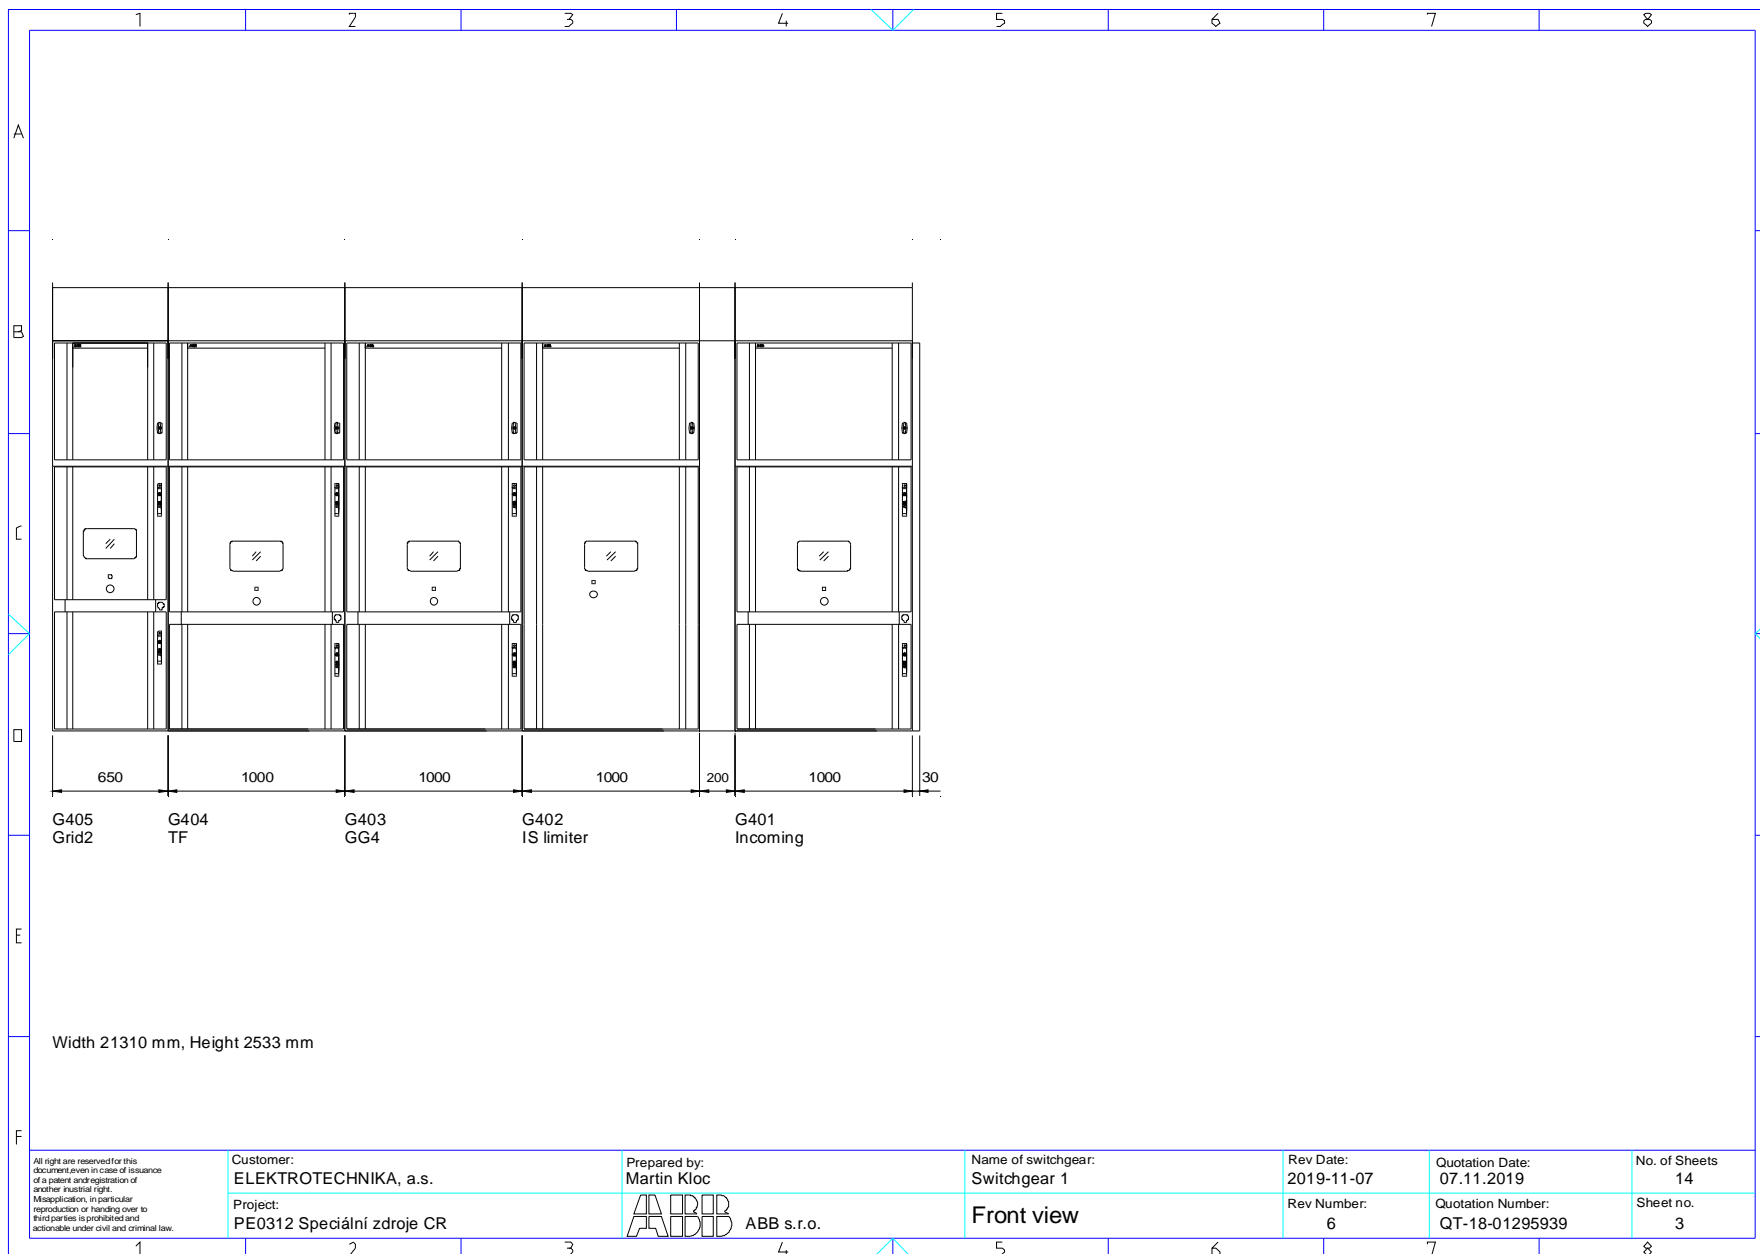 1 2 3 4 5 6 7 8
A
B
C
D
E
F
650 1000 1000 1000 200 1000 30
G405 G404 G403 G402 G401
Grid2 TF GG4 IS limiter Incoming
Width 21310 mm, Height 2533 mm
All right are reserved for this
document,even in case of issuance
of a patent andregistration of
another inustrial right.
Misapplication, in particular
reproduction or handing over to
third parties is prohibited and
actionable under civil and criminal law.
Customer:
ELEKTROTECHNIKA, a.s.
Project:
PE0312 Speciální zdroje CR
Prepared by:
Martin Kloc
ABB ABB s.r.o.
Name of switchgear:
Switchgear 1
Front view
Rev Date:
2019-11-07
Rev Number:
6
Quotation Date:
07.11.2019
Quotation Number:
QT-18-01295939
No. of Sheets
14
Sheet no.
3
1 2 3 4 5 6 7 8